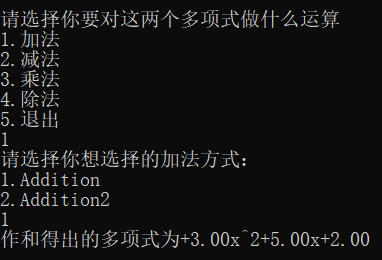 请选择你要对这两个多项式做什么运算
1.加法
2.减法
3.乘法
4.除法
5.退出
1
请选择你想选择的加法方式：
1.Addition
2.Addition2
1
作和得出的多项式为+3.00x^2+5.00x+2.00